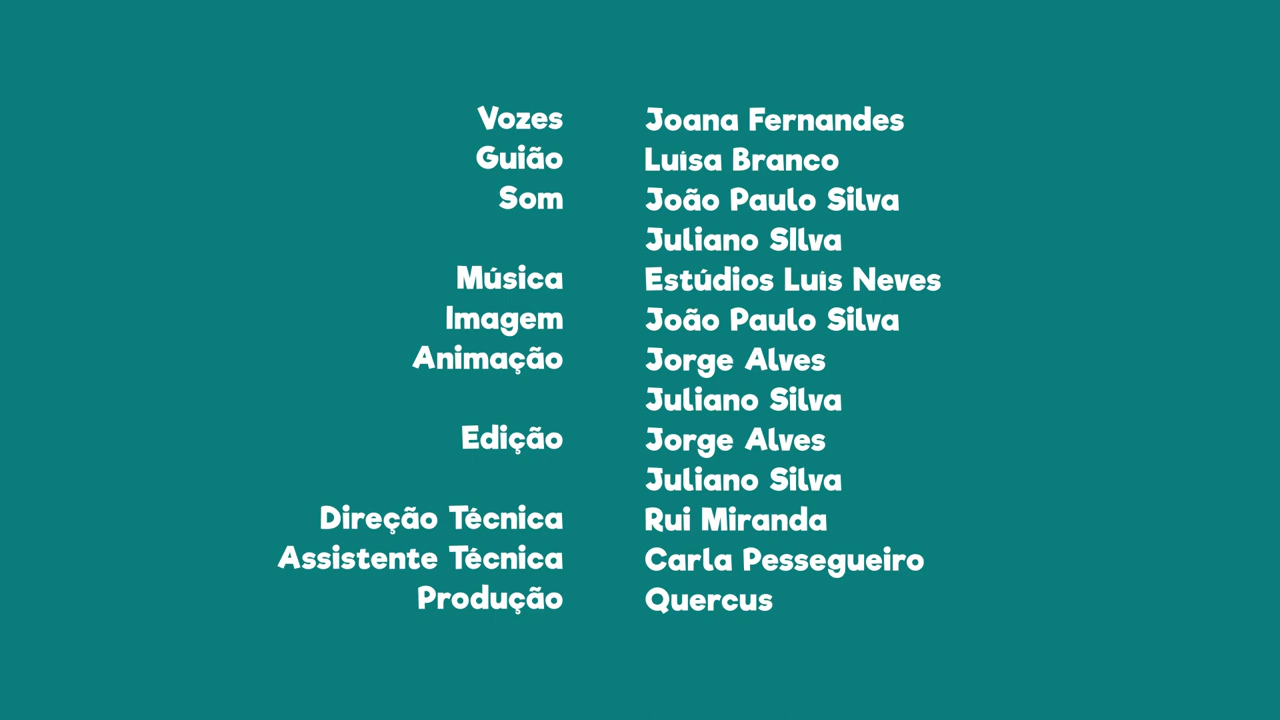 Vozes Joana Fernandes
Guião Luísa Branco
Som João Paulo Silva
Juliano SIlva
Música Estúdios Luís Neves
Imagem João Paulo Silva
Animação Jorge Alves
Juliano Silva
Edição Jorge Alves
Juliano Silva
Direção Técnica Rui Miranda
Assistente Técnica Carla Pessegueiro
Produção Quercus